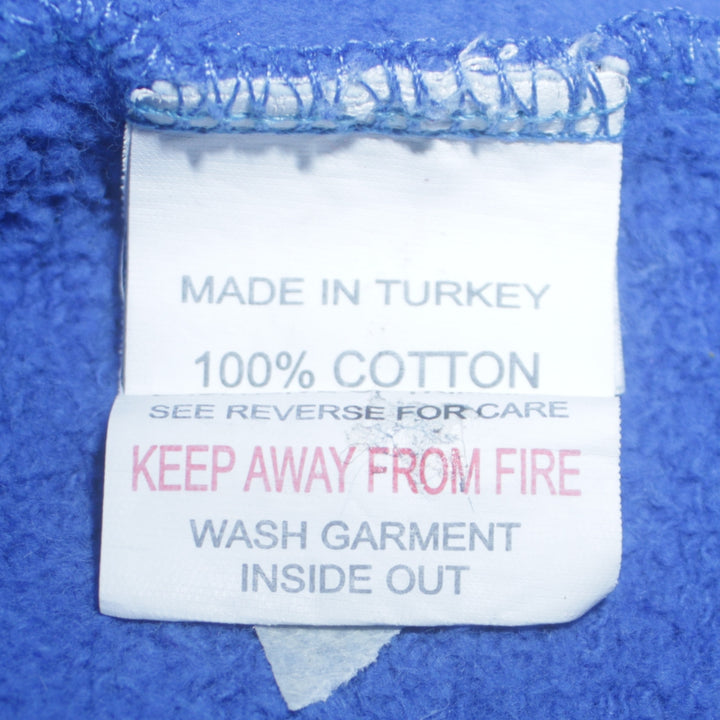 MADE IN TURKEY
100% COTTON
SEE REVERSE FOR CARE
KEEP AWAY FROM FIRE
WASH GARMENT
INSIDE OUT